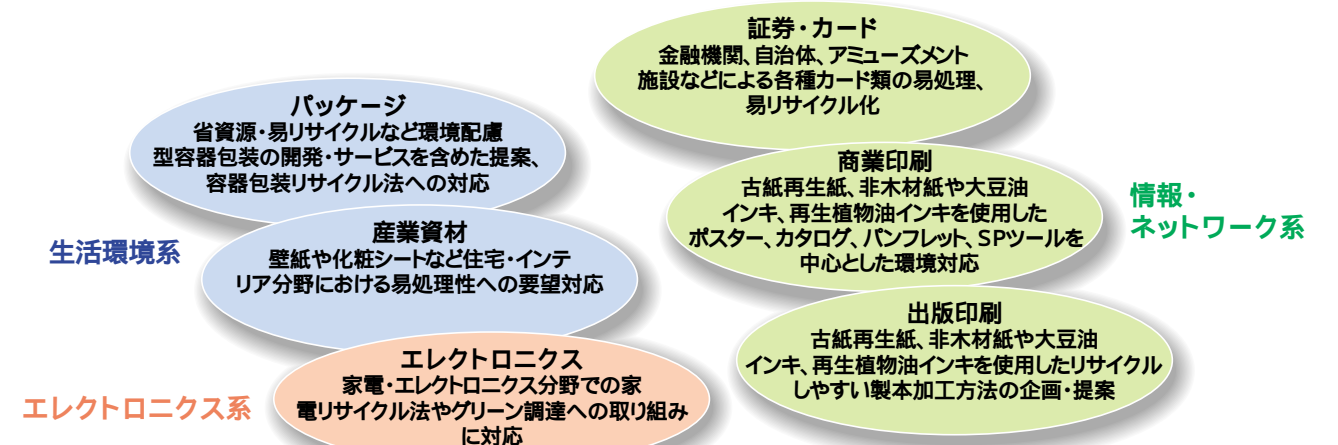 証券・カード
金融機関、自治体、アミューズメント
施設などによる各種カード類の易処理、
易リサイクル化
パッケージ
省資源・易リサイクルなど環境配慮
型容器包装の開発・サービスを含めた提案、
容器包装リサイクル法への対応
商業印刷
古紙再生紙、非木材紙や大豆油
インキ、再生植物油インキを使用した
ポスター、カタログ、パンフレット、SPツールを
中心とした環境対応
情報・
ネットワーク系
生活環境系
産業資材
壁紙や化粧シートなど住宅・インテ
リア分野における易処理性への要望対応
出版印刷
古紙再生紙、非木材紙や大豆油
インキ、再生植物油インキを使用したリサイクル
しやすい製本加工方法の企画・提案
エレクトロニクス系
エレクトロニクス
家電・エレクトロニクス分野での家
電リサイクル法やグリーン調達への取り組み
に対応